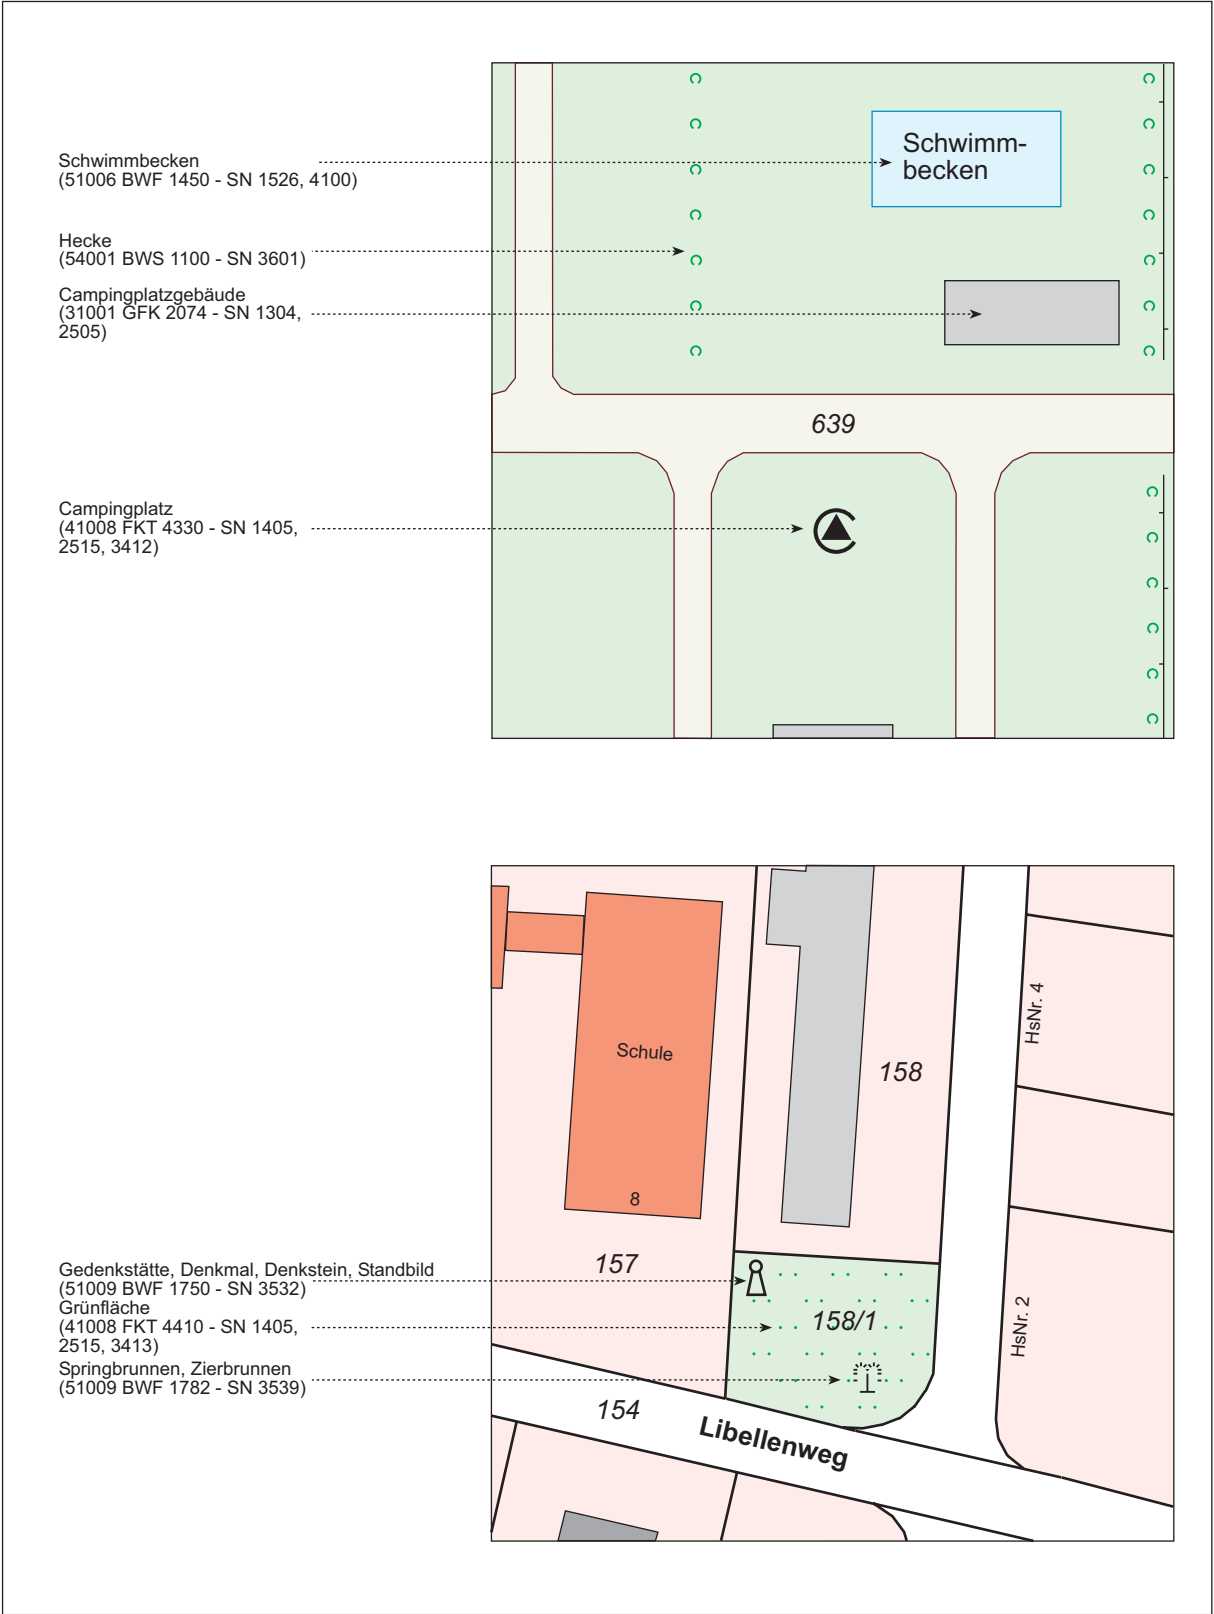 Schwimmbecken
(51006 BWF 1450 - SN 1526, 4100)
Schwimm-
becken
Hecke
(54001 BWS 1100 - SN 3601)
Campingplatzgebäude
(31001 GFK 2074 - SN 1304,
2505)
639
Campingplatz
(41008 FKT 4330 - SN 1405,
2515, 3412)
HsNr. 4
Schule
158
8
157
Gedenkstätte, Denkmal, Denkstein, Standbild
(51009 BWF 1750 - SN 3532)
Grünfläche
(41008 FKT 4410 - SN 1405,
2515, 3413)
158/1
HsNr. 2
Springbrunnen, Zierbrunnen
(51009 BWF 1782 - SN 3539)
154
Libellenweg